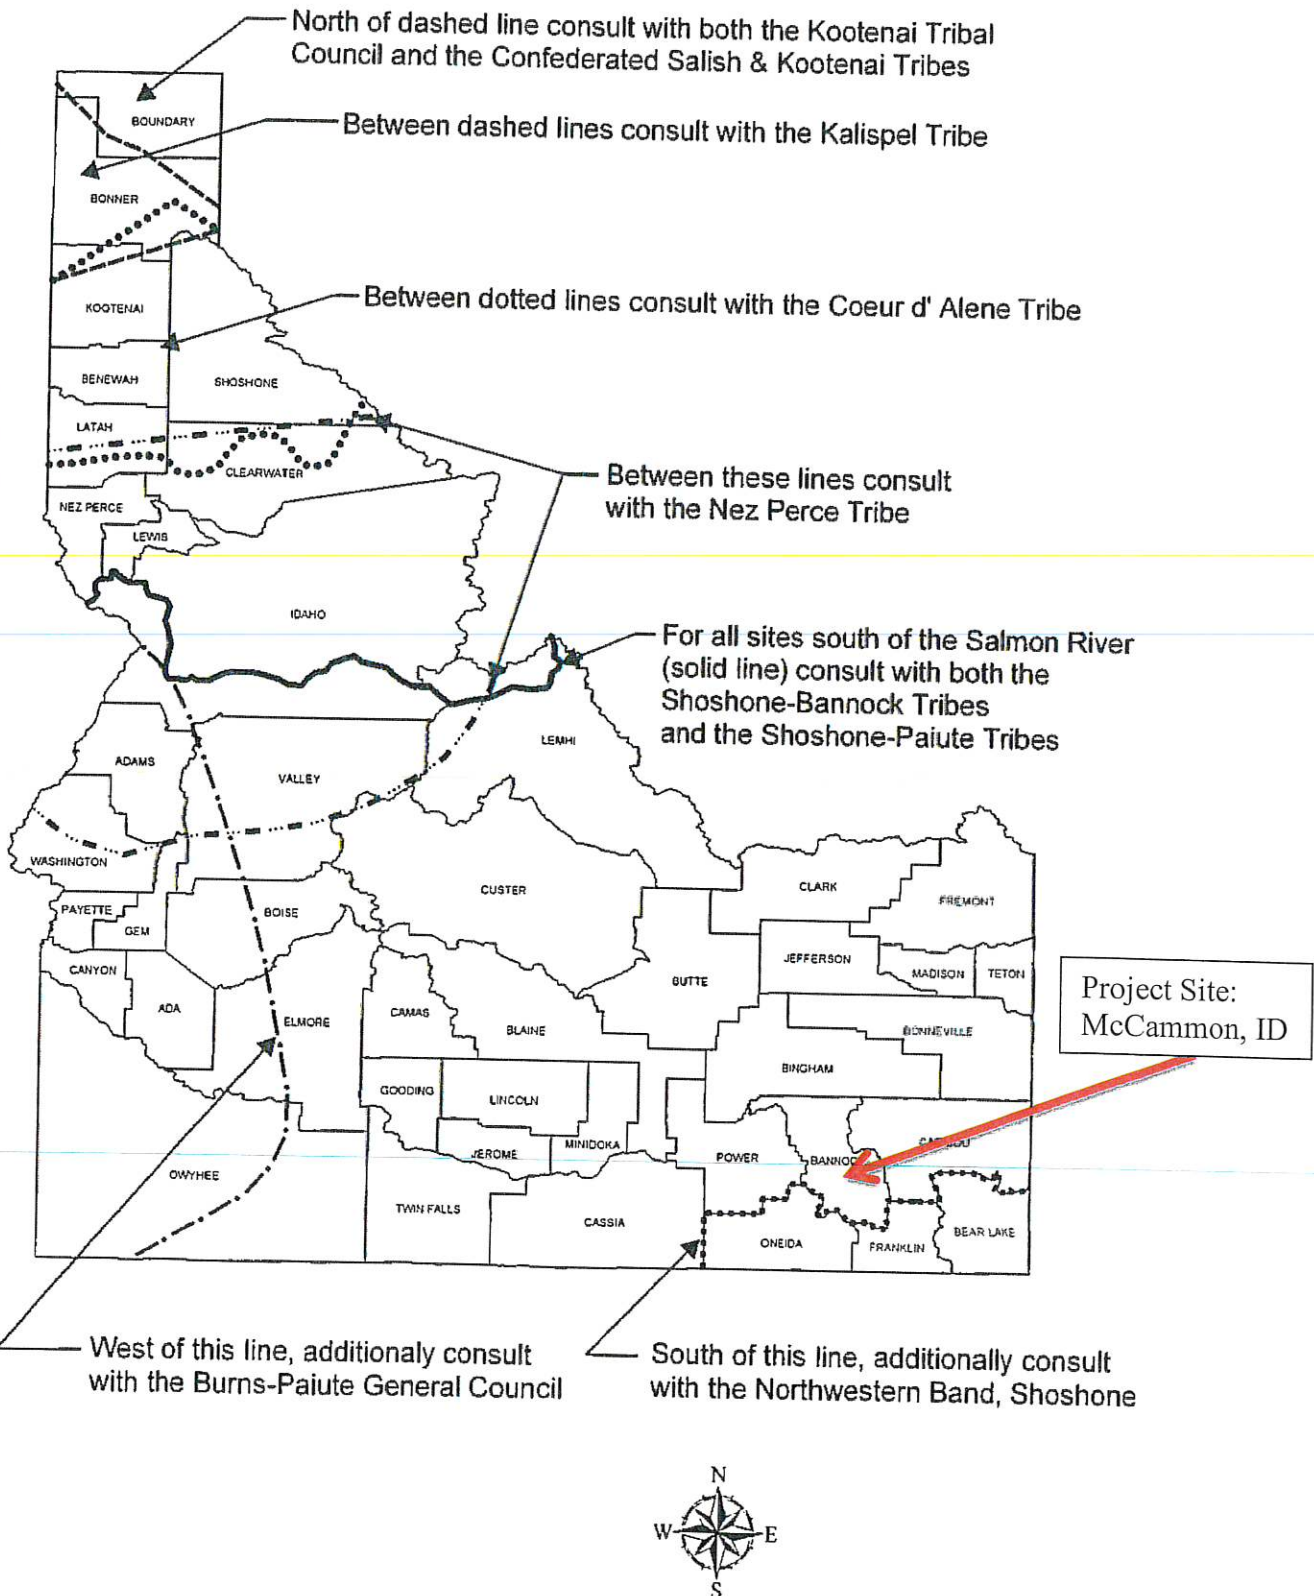 North of dashed line consult with both the Kootenai Tribal
Council and the Confederated Salish & Kootenai Tribes
BOUNDARY
Between dashed lines consult with the Kalispel Tribe
BONNER
KOOTENAI
Between dotted lines consult with the Coeur d' Alene Tribe
BENEWAH
SHOSHONE
LATAH
CLEARWATER
Between these lines consult
with the Nez Perce Tribe
NEZ PERCE
LEWIS
IDAHO
For all sites south of the Salmon River
(solid line) consult with both the
Shoshone-Bannock Tribes
and the Shoshone-Paiute Tribes
LEMHI
ADAMS
VALLEY
WASHINGTON
CUSTER
CLARK
FREMONT
PAYETTE
GEM
BOISE
CANYON
JEFFERSON
MADISON
TETON
BUTTE
ADA
ELMORE
CAMAS
BLAINE
Project Site:
McCammon, ID
BONNEVILLE
BINGHAM
GOODING
LINCOLN
JEROME
MINIDOKA
POWER
BANNOC
OWYHEE
TWIN FALLS
CASSIA
ONEIDA
FRANKLIN
BEAR LAKE
West of this line, additionaly consult
with the Burns-Paiute General Council
South of this line, additionally consult
with the Northwestern Band, Shoshone
N
W
E
S